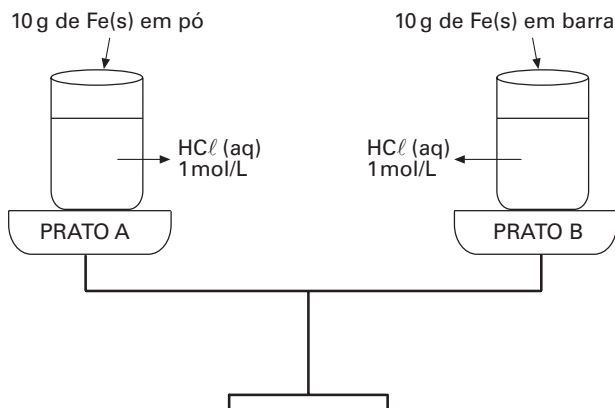 10 g de Fe(s) em pó
10 g de Fe(s) em barra
HCℓ (aq)
1 mol/L
HCℓ (aq)
1 mol/L
PRATO A
PRATO B